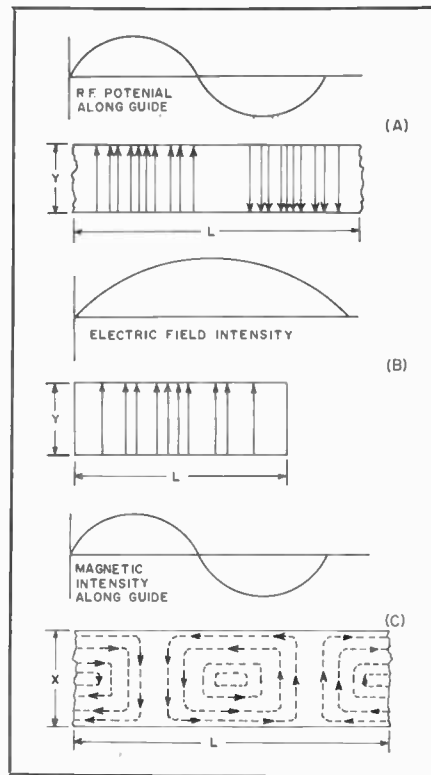 R.F. POTENIAL
ALONG GUIDE
(A)
Y
L
ELECTRIC FIELD INTENSITY
(B)
Y
L
MAGNETIC
INTENSITY
ALONG GUIDE
(C)
X
L